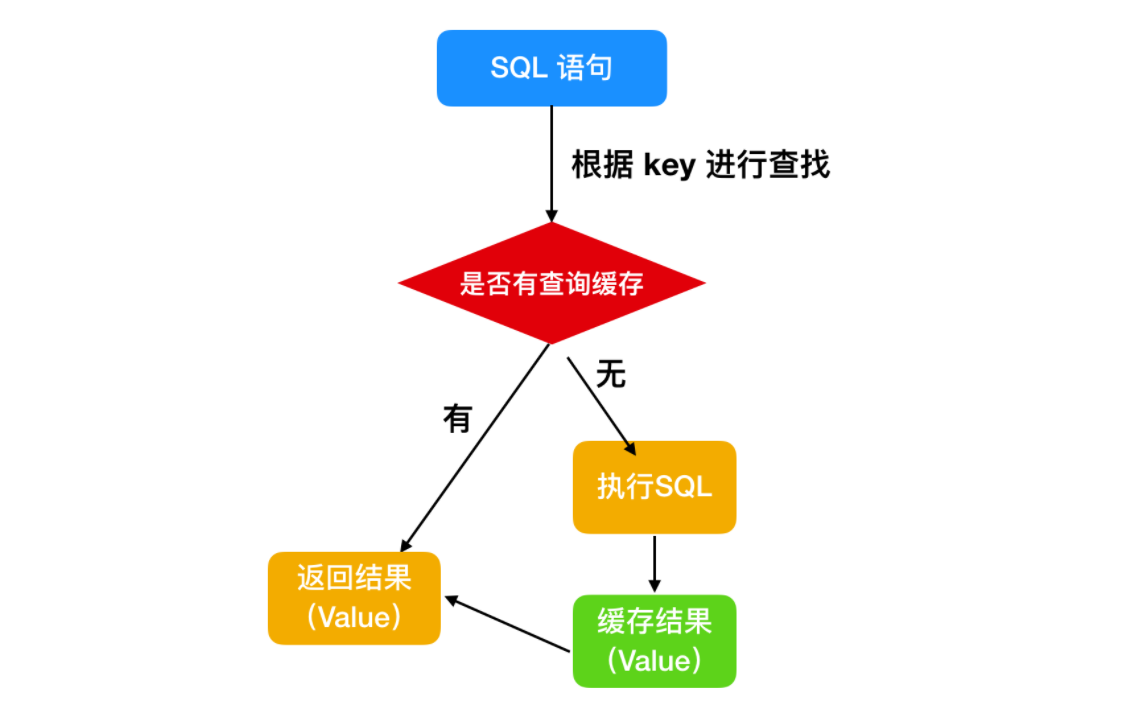 SQL 语句
根据 key 进行查找
是否有查询缓存
无
有
执行SQL
返回结果
（Value）
缓存结果
（Value）